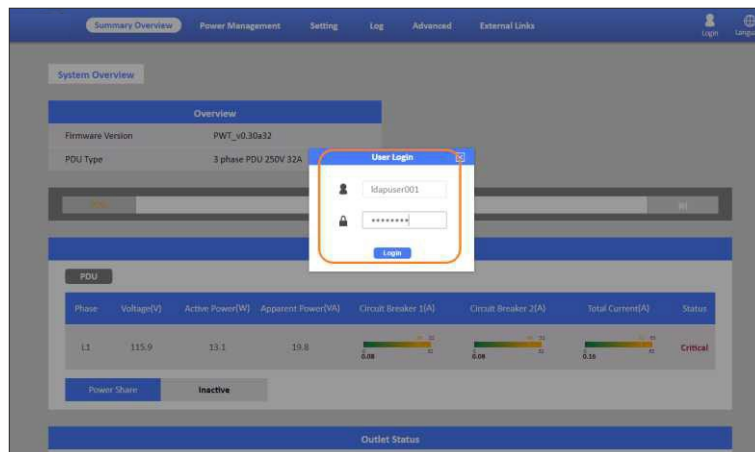 Summary Overview Power Management Setting Log Advanced External Links Login
System Overview
Overview
Firmware Version PWT_v0.30a32
PDU Type 3 phase PDU 250V 32A
User Login
ldapuser001
********
Login
PDU
Phase Voltage(V) Active Power(W) Apparent Power(VA) Circuit Breaker 1(A) Circuit Breaker 2(A) Total Current(A) Status
L1 115.9 13.1 19.8 0.08 0.08 0.16 Critical
Power Share Inactive
Outlet Status